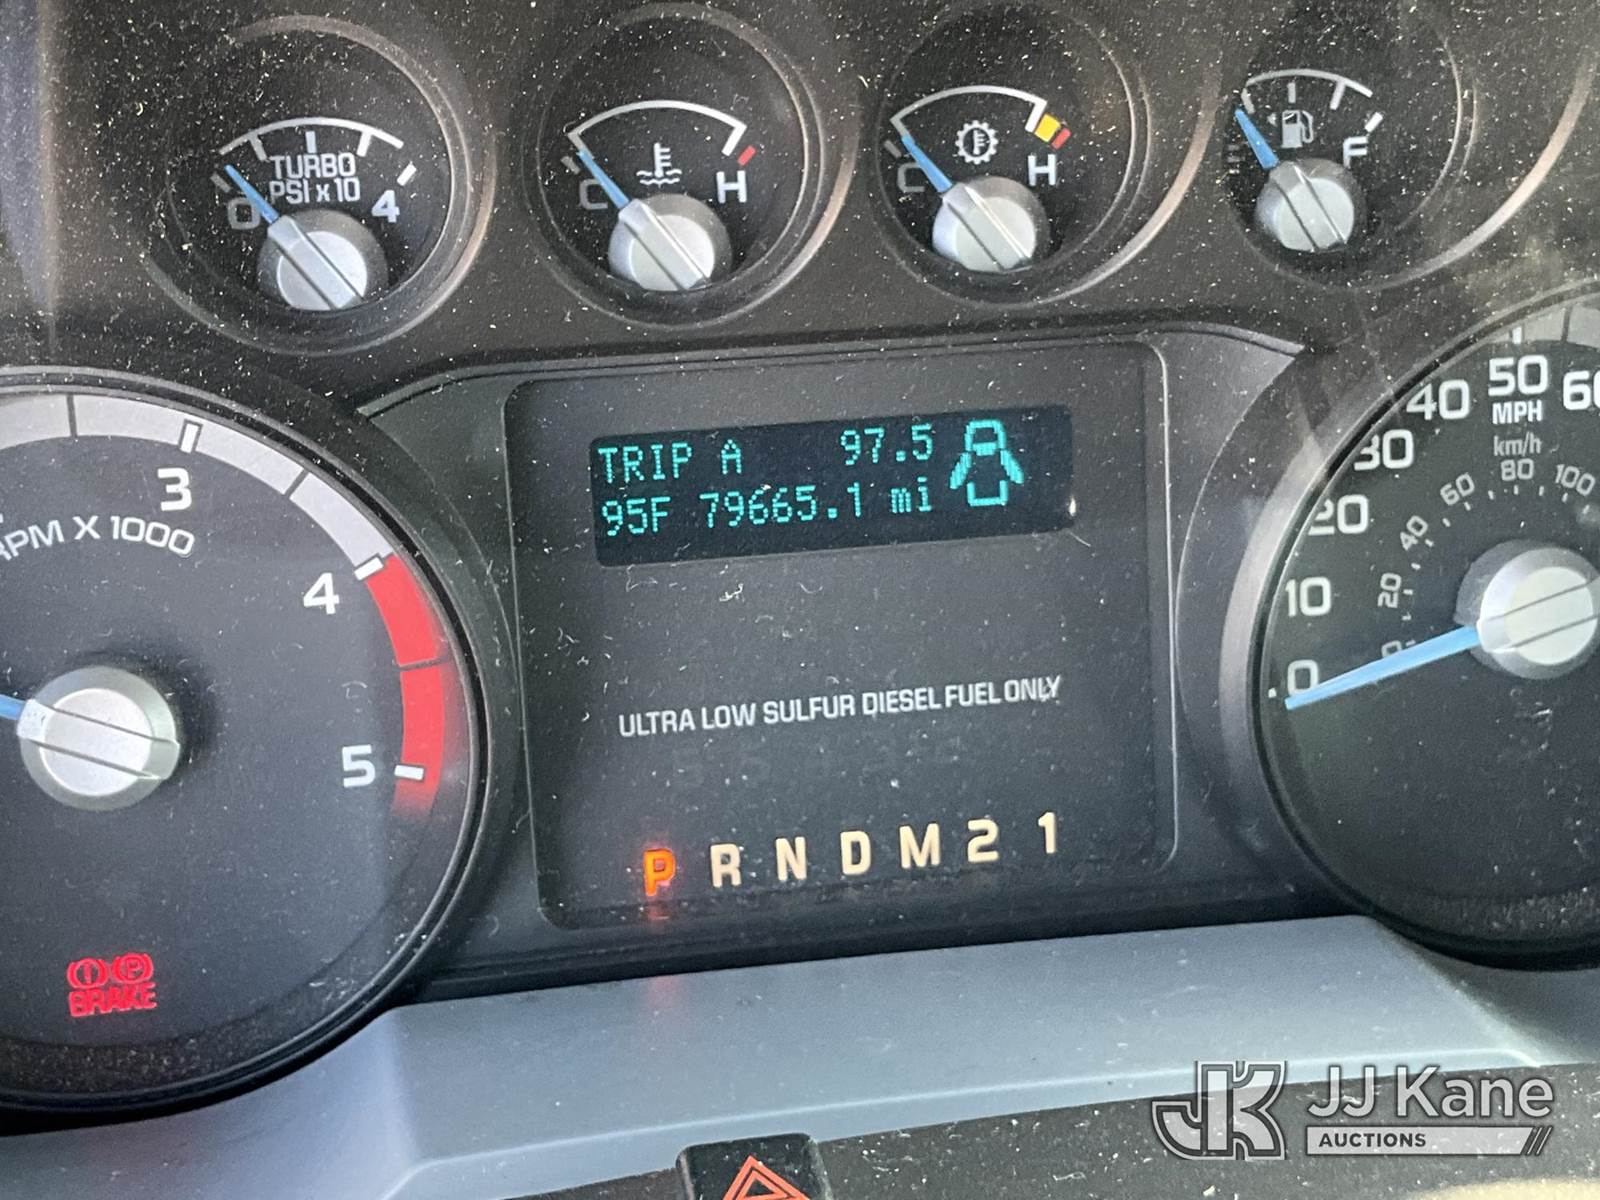 TURBO
PSI x 10
0 4
C H
C H
F
3
RPM X 1000
4
5
TRIP A 97.5
95F 79665.1 mi
ULTRA LOW SULFUR DIESEL FUEL ONLY
P R N D M 2 1
BRAKE
0 10 20 30 40 50 60
MPH
km/h
0 20 40 60 80 100
JK JJ Kane
AUCTIONS